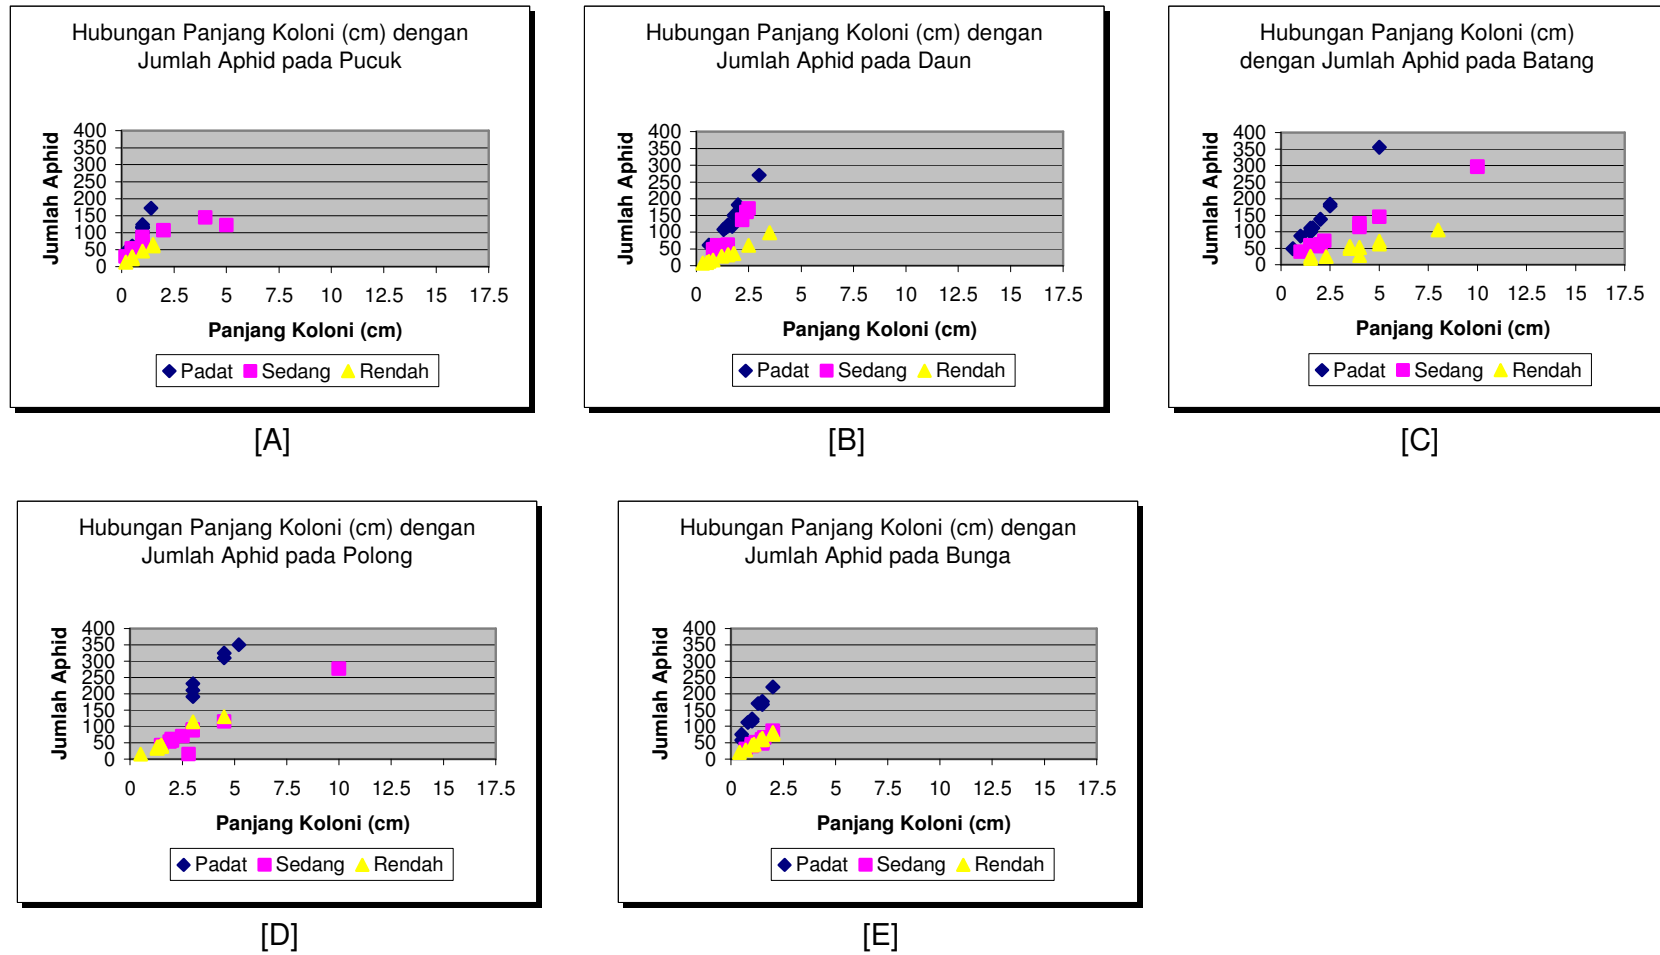 Hubungan Panjang Koloni (cm) dengan
Jumlah Aphid pada Pucuk
Jumlah Aphid
400
350
300
250
200
150
100
50
0
0 2.5 5 7.5 10 12.5 15 17.5
Panjang Koloni (cm)
Padat Sedang Rendah
[A]
Hubungan Panjang Koloni (cm) dengan
Jumlah Aphid pada Daun
Jumlah Aphid
400
350
300
250
200
150
100
50
0
0 2.5 5 7.5 10 12.5 15 17.5
Panjang Koloni (cm)
Padat Sedang Rendah
[B]
Hubungan Panjang Koloni (cm)
dengan Jumlah Aphid pada Batang
Jumlah Aphid
400
350
300
250
200
150
100
50
0
0 2.5 5 7.5 10 12.5 15 17.5
Panjang Koloni (cm)
Padat Sedang Rendah
[C]
Hubungan Panjang Koloni (cm) dengan
Jumlah Aphid pada Polong
Jumlah Aphid
400
350
300
250
200
150
100
50
0
0 2.5 5 7.5 10 12.5 15 17.5
Panjang Koloni (cm)
Padat Sedang Rendah
[D]
Hubungan Panjang Koloni (cm) dengan
Jumlah Aphid pada Bunga
Jumlah Aphid
400
350
300
250
200
150
100
50
0
0 2.5 5 7.5 10 12.5 15 17.5
Panjang Koloni (cm)
Padat Sedang Rendah
[E]